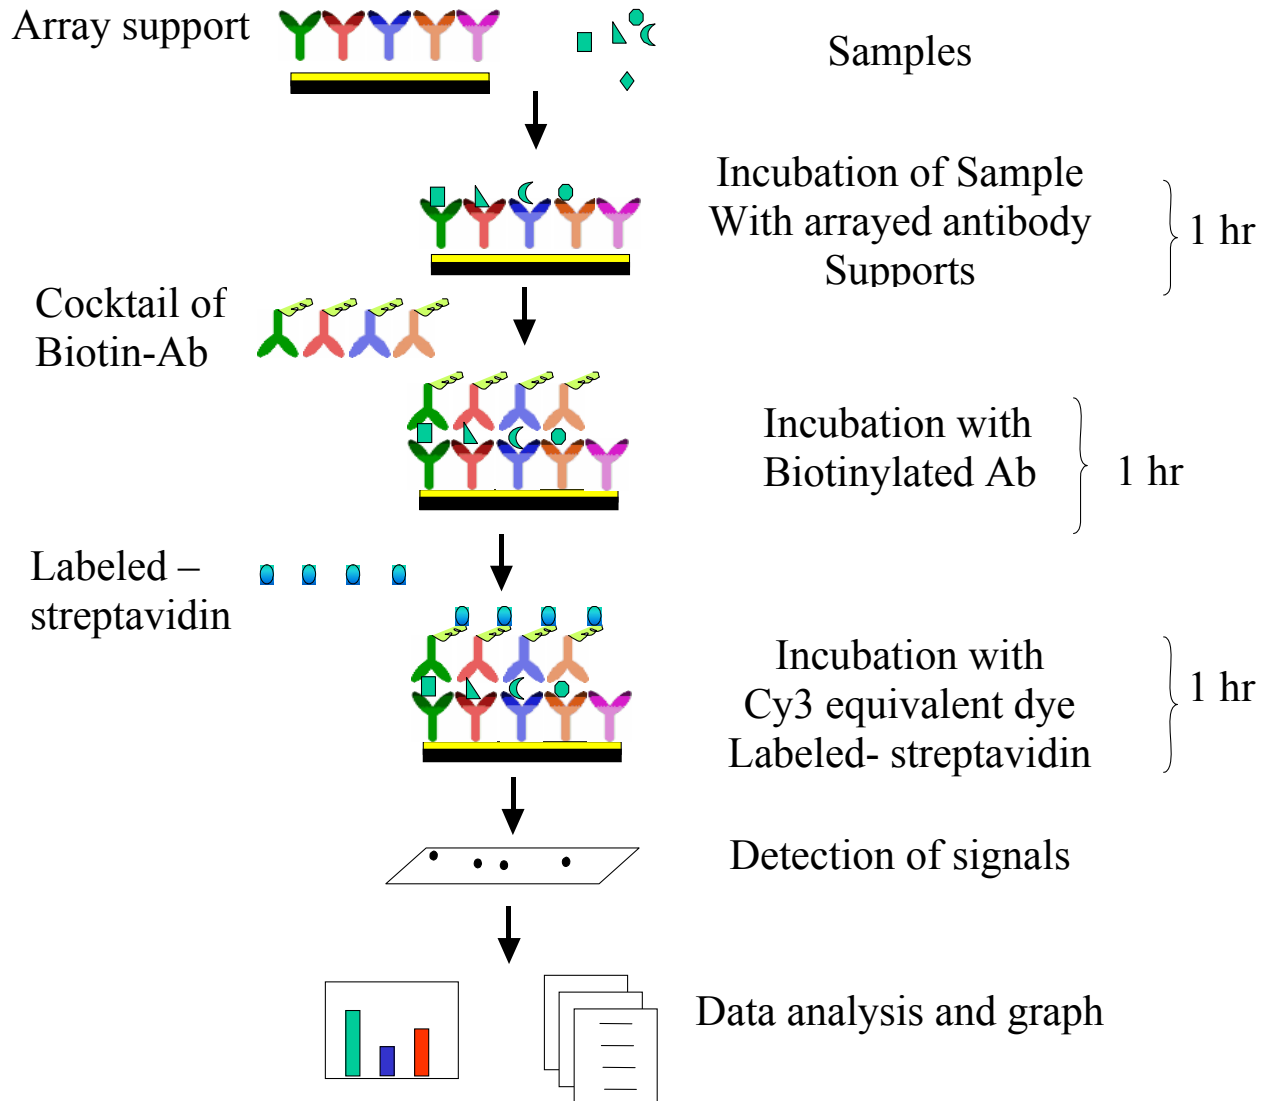 Array support
Samples
Incubation of Sample
With arrayed antibody
Supports
1 hr
Cocktail of
Biotin-Ab
Incubation with
Biotinylated Ab
1 hr
Labeled –
streptavidin
Incubation with
Cy3 equivalent dye
Labeled- streptavidin
1 hr
Detection of signals
Data analysis and graph